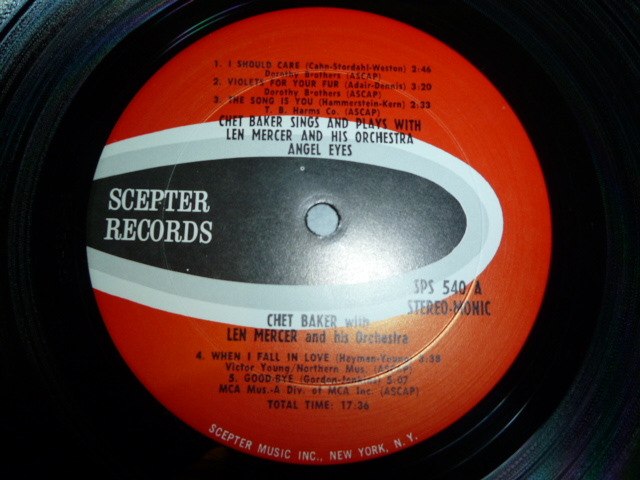 1. I SHOULD CARE (Cahn-Stordahl-Weston) 2:46
Dorothy Brothers (ASCAP)
2. VIOLETS FOR YOUR FUR (Adair-Dennis) 3:20
Dorothy Brothers (ASCAP)
3. THE SONG IS YOU (Hammerstein-Kern) 2:33
T. B. Harms Co. (ASCAP)
CHET BAKER SINGS AND PLAYS WITH
LEN MERCER AND HIS ORCHESTRA
ANGEL EYES
SCEPTER
RECORDS
SPS 540 A
STEREO-MONIC
CHET BAKER with
LEN MERCER and his Orchestra
4. WHEN I FALL IN LOVE (Heyman-Young) 3:38
Victor Young/Northern Mus. (ASCAP)
5. GOOD-BYE (Gordon-Jenkins) 5:07
MCA Mus.-A Div. of MCA Inc. (ASCAP)
TOTAL TIME: 17:36
SCEPTER MUSIC INC., NEW YORK, N.Y.